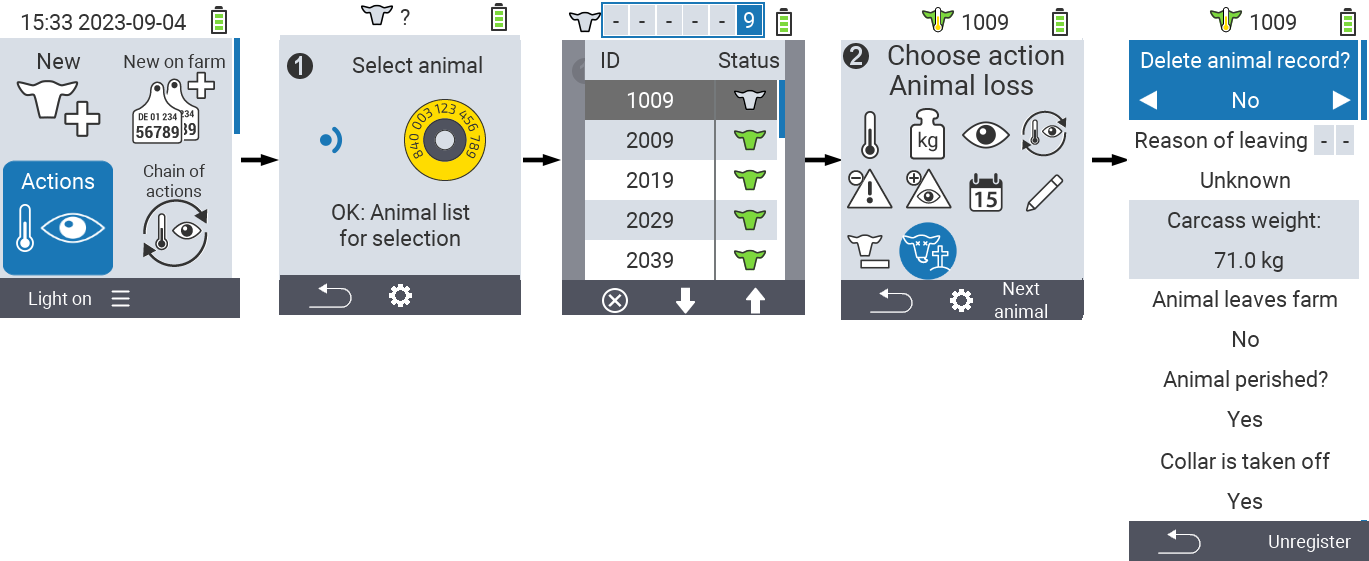 15:33 2023-09-04
New
New on farm
DE 01 234
56789
234
39
Actions
Chain of
actions
Light on
?
1
Select animal
840 003 123 456 789
OK: Animal list
for selection
- - - - - 9
ID Status
1009
2009
2019
2029
2039
1009
2
Choose action
Animal loss
kg
15
Next
animal
1009
Delete animal record?
No
Reason of leaving - -
Unknown
Carcass weight:
71.0 kg
Animal leaves farm
No
Animal perished?
Yes
Collar is taken off
Yes
Unregister